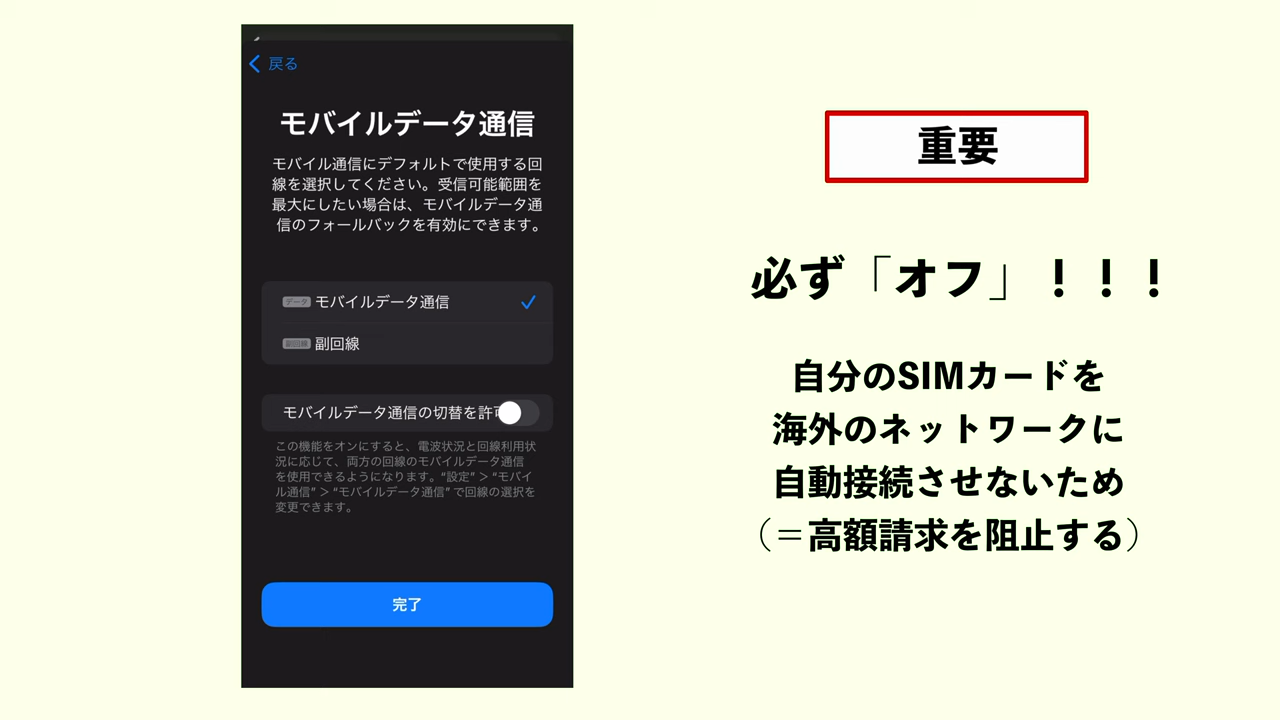 戻る
モバイルデータ通信
モバイル通信にデフォルトで使用する回
線を選択してください。受信可能範囲を
最大にしたい場合は、モバイルデータ通
信のフォールバックを有効にできます。
データ モバイルデータ通信
副回線 副回線
モバイルデータ通信の切替を許可
この機能をオンにすると、電波状況と回線利用状
況に応じて、両方の回線のモバイルデータ通信
を使用できるようになります。“設定” > “モバイ
ル通信” > “モバイルデータ通信” で回線の選択を
変更できます。
完了
重要
必ず「オフ」！！！
自分のSIMカードを
海外のネットワークに
自動接続させないため
（＝高額請求を阻止する）